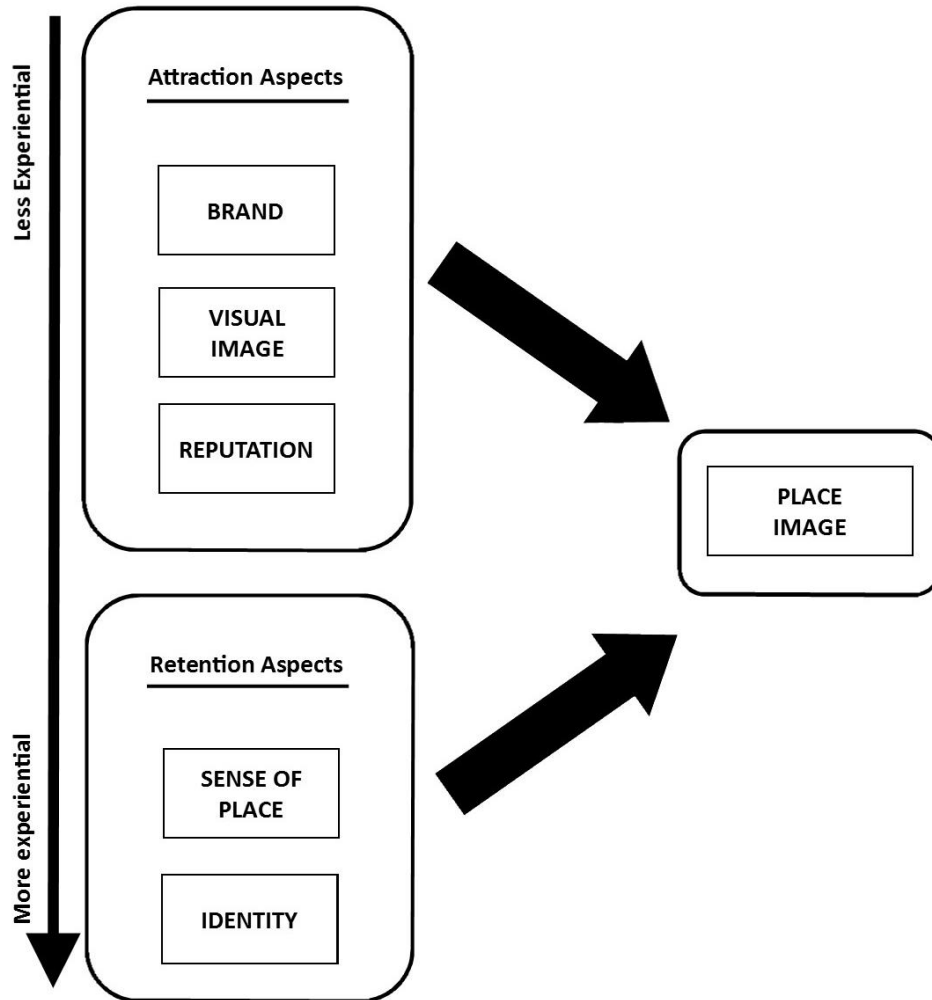 Less Experiential
More experiential
Attraction Aspects
BRAND
VISUAL
IMAGE
REPUTATION
Retention Aspects
SENSE OF
PLACE
IDENTITY
PLACE
IMAGE